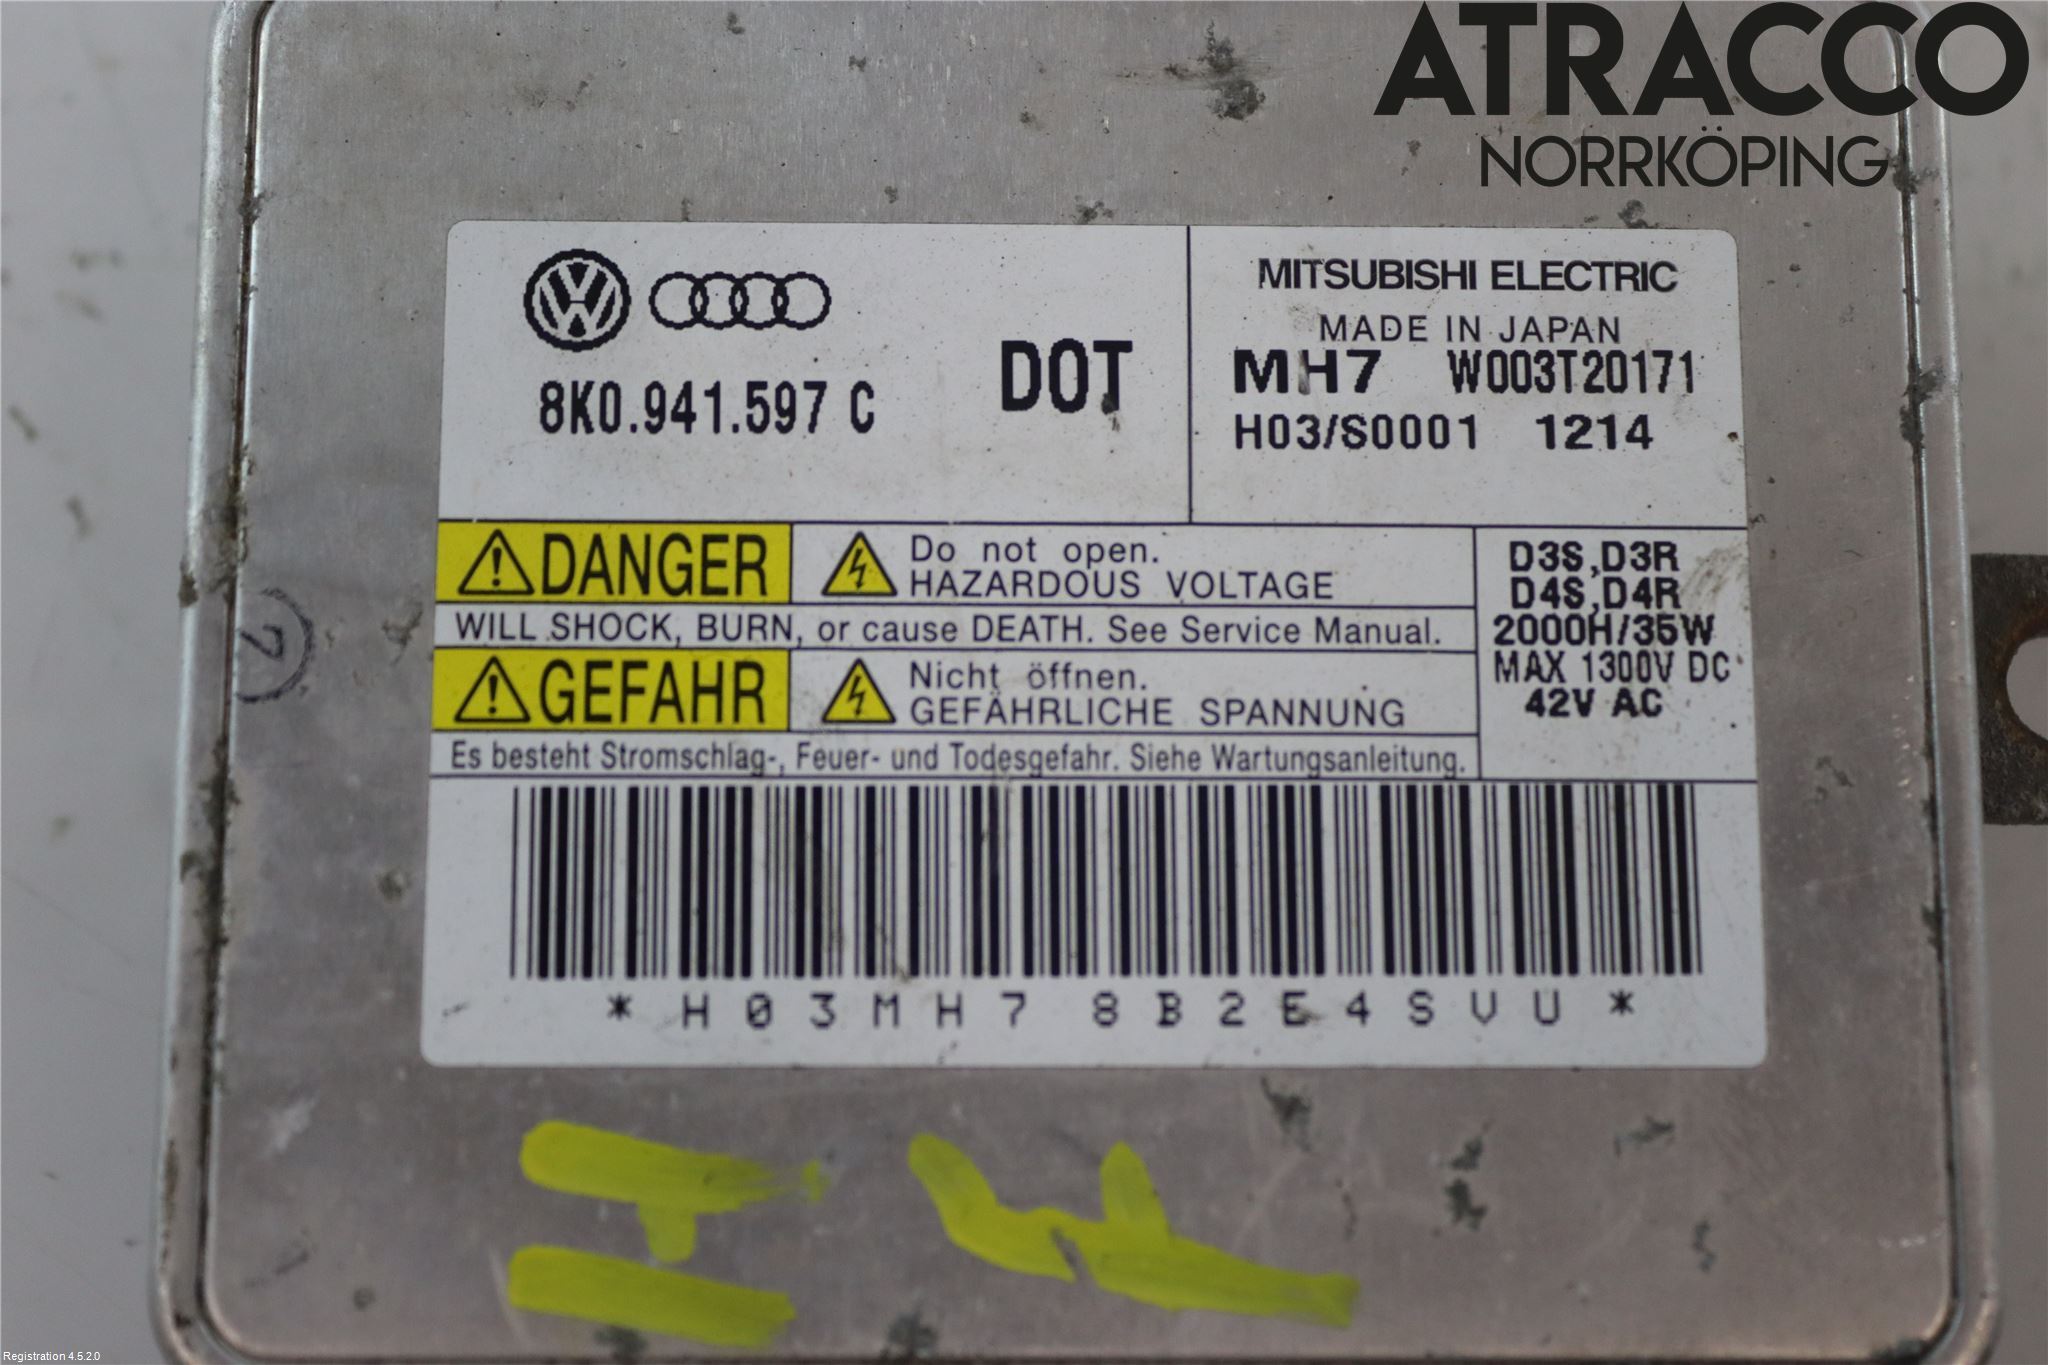 ATRACCO
NORRKÖPING
MITSUBISHI ELECTRIC
MADE IN JAPAN
MH7 W003T20171
H03/S0001 1214
8K0.941.597 C
DOT
DANGER
Do not open.
HAZARDOUS VOLTAGE
WILL SHOCK, BURN, or cause DEATH. See Service Manual.
GEFAHR
Nicht öffnen.
GEFÄHRLICHE SPANNUNG
Es besteht Stromschlag-, Feuer- und Todesgefahr. Siehe Wartungsanleitung.
D3S,D3R
D4S,D4R
2000H/35W
MAX 1300V DC
42V AC
*H03MH78B2E4SVU*
7
Registration 4.5.2.0